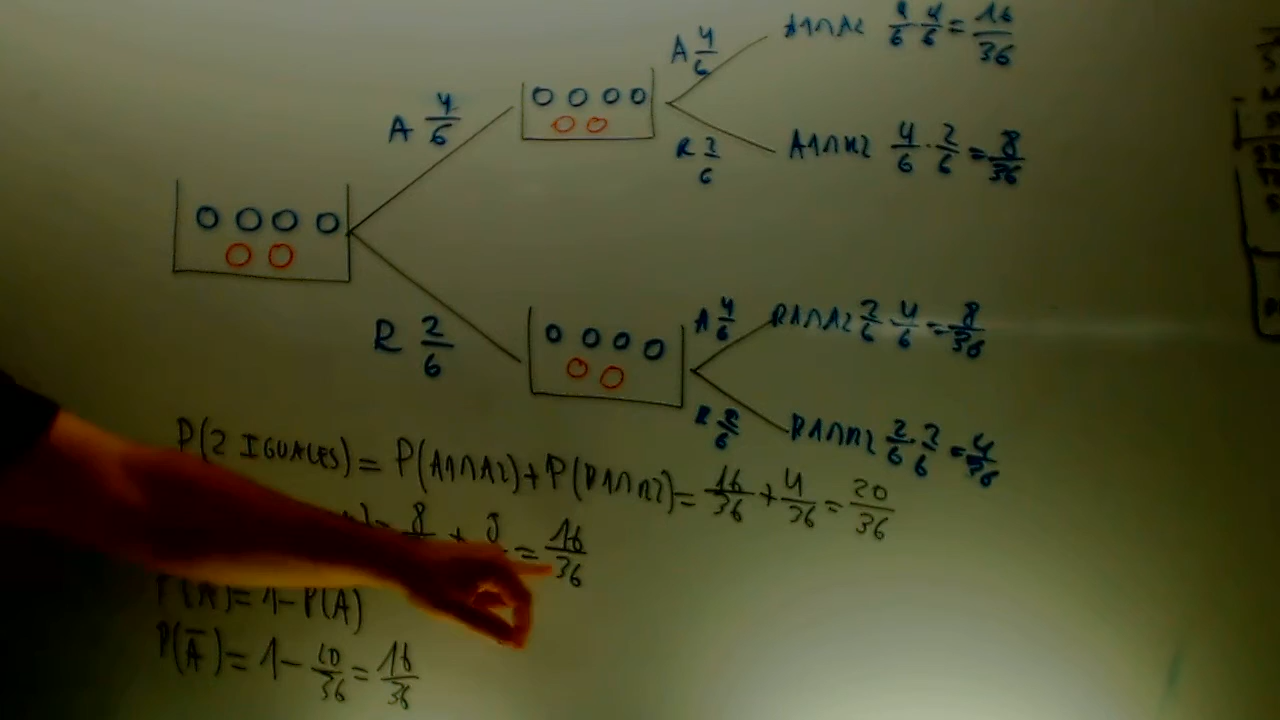 A 4/6
R 2/6
A 4/6
R 2/6
A 4/6
R 2/6
A1∩A2 4/6 4/6 = 16/36
A1∩R2 4/6 · 2/6 = 8/36
R1∩A2 2/6 · 4/6 = 8/36
R1∩R2 2/6 · 2/6 = 4/36
P(2 IGUALES) = P(A1∩A2) + P(R1∩R2) = 16/36 + 4/36 = 20/36
) = 8 + 8 = 16/36
P(Ā) = 1 - P(A)
P(Ā) = 1 - 20/36 = 16/36